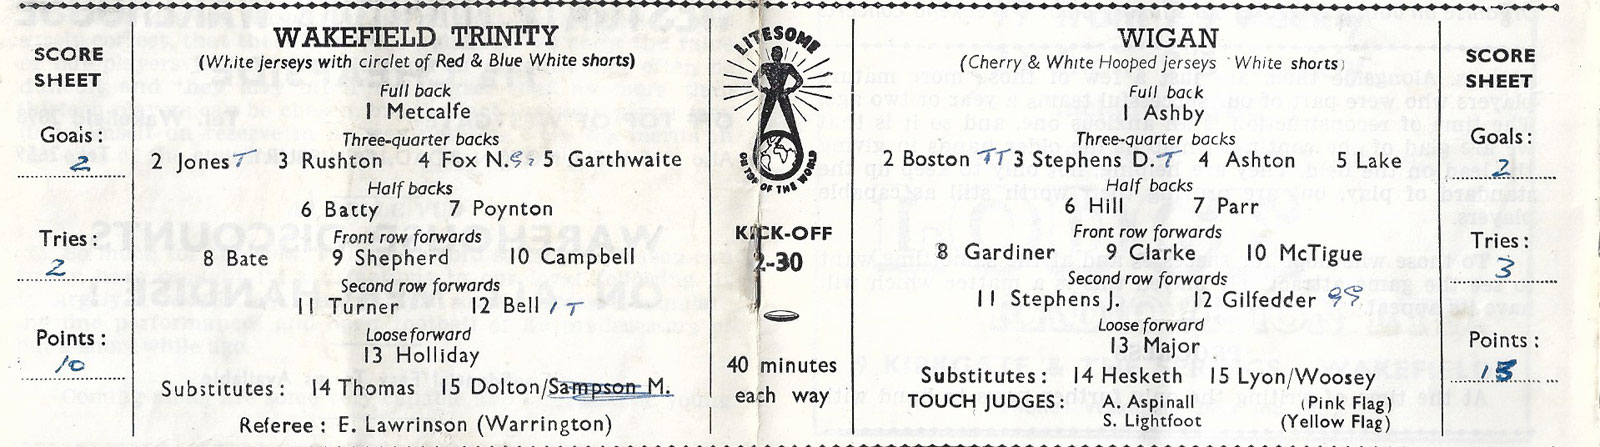 WAKEFIELD TRINITY
(White jerseys with circlet of Red & Blue White shorts)
SCORE
SHEET
Goals:
2
Tries:
2
Points:
10
Full back
1 Metcalfe
Three-quarter backs
2 Jones T 3 Rushton 4 Fox N. 5 Garthwaite
Half backs
6 Batty 7 Poynton
Front row forwards
8 Bate 9 Shepherd 10 Campbell
Second row forwards
11 Turner 12 Bell 1 T
Loose forward
13 Holliday
Substitutes: 14 Thomas 15 Dolton/Sampson M.
Referee: E. Lawrinson (Warrington)
LITESOME
ON TOP OF THE WORLD
KICK-OFF
2-30
40 minutes
each way
WIGAN
(Cherry & White Hooped jerseys White shorts)
Full back
1 Ashby
Three-quarter backs
2 Boston TT 3 Stephens D. T 4 Ashton 5 Lake
Half backs
6 Hill 7 Parr
Front row forwards
8 Gardiner 9 Clarke 10 McTigue
Second row forwards
11 Stephens J. 12 Gilfedder gg
Loose forward
13 Major
Substitutes: 14 Hesketh 15 Lyon/Woosey
TOUCH JUDGES: A. Aspinall (Pink Flag)
S. Lightfoot (Yellow Flag)
SCORE
SHEET
Goals:
2
Tries:
3
Points: